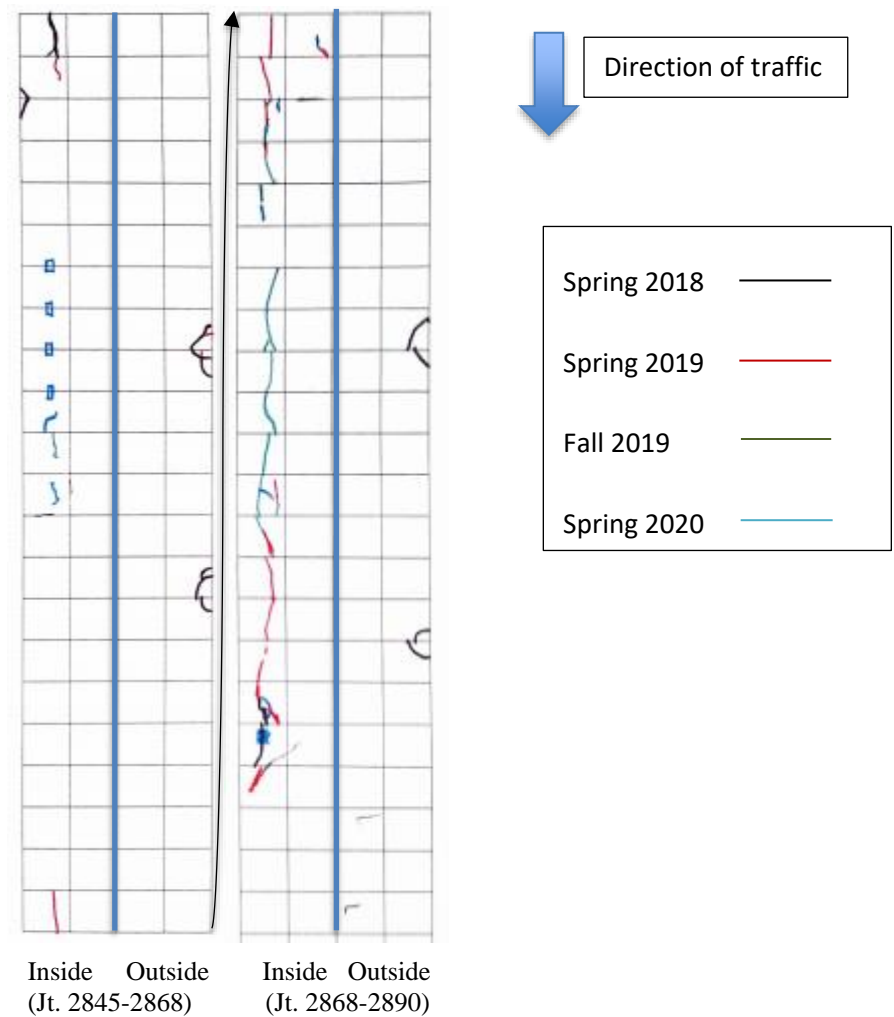 Direction of traffic
Spring 2018
Spring 2019
Fall 2019
Spring 2020
Inside Outside
(Jt. 2845-2868)
Inside Outside
(Jt. 2868-2890)